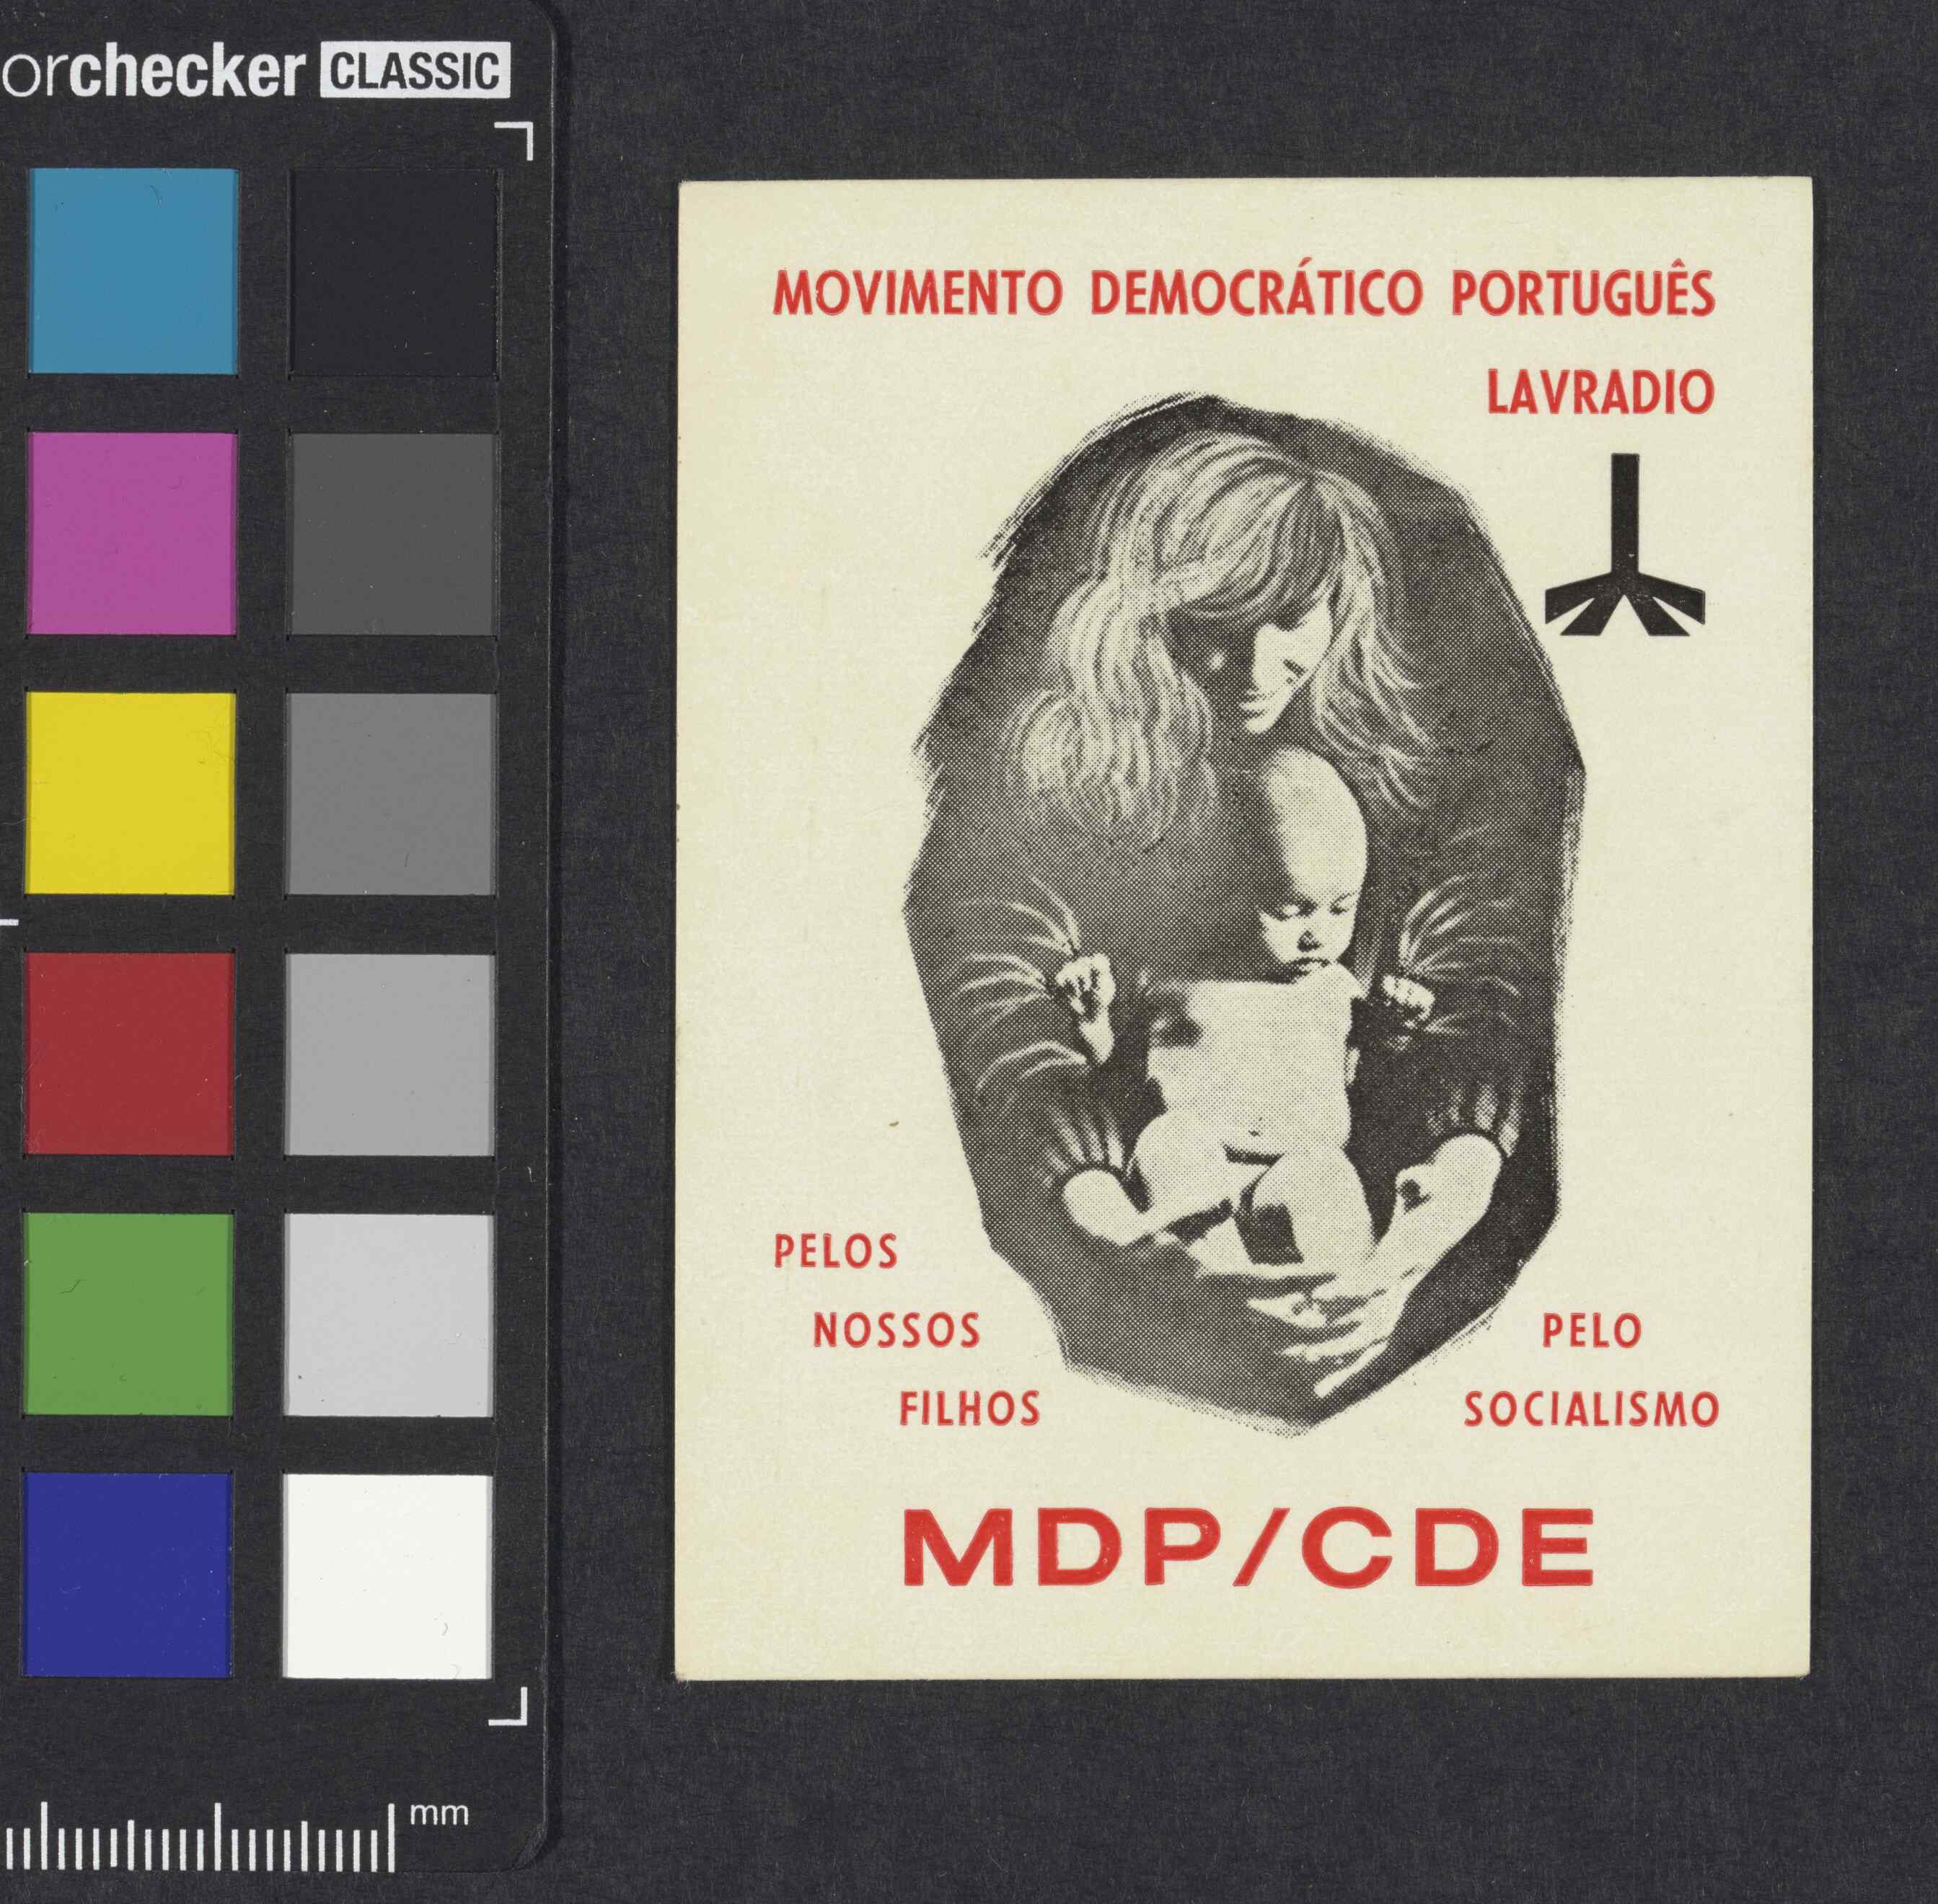 orchecker CLASSIC
MOVIMENTO DEMOCRÁTICO PORTUGUÊS
LAVRADIO
PELOS
NOSSOS
FILHOS
PELO
SOCIALISMO
MDP/CDE
mm